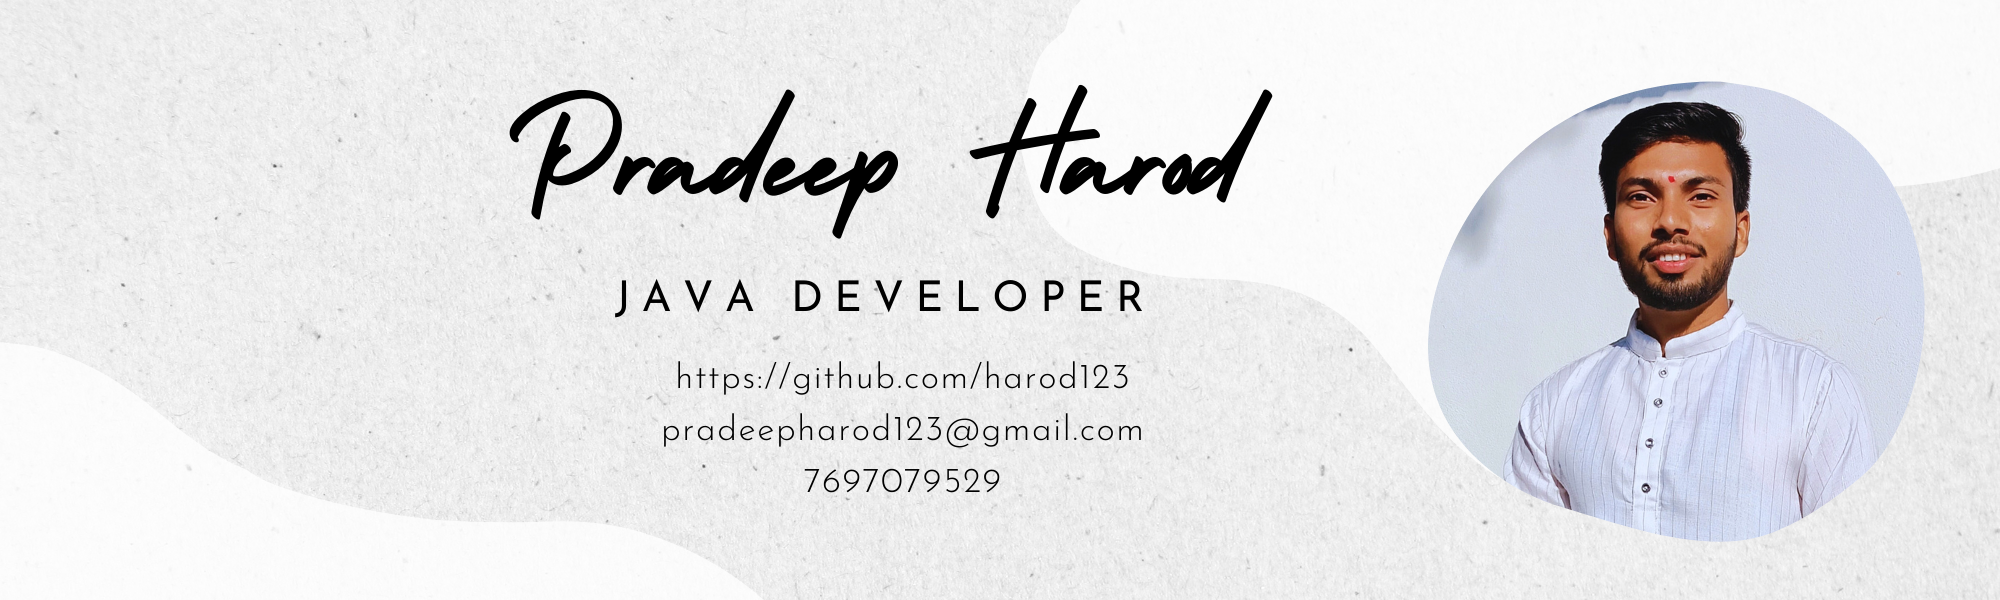 Pradeep Harod
JAVA DEVELOPER
https://github.com/harod123
pradeepharod123@gmail.com
7697079529